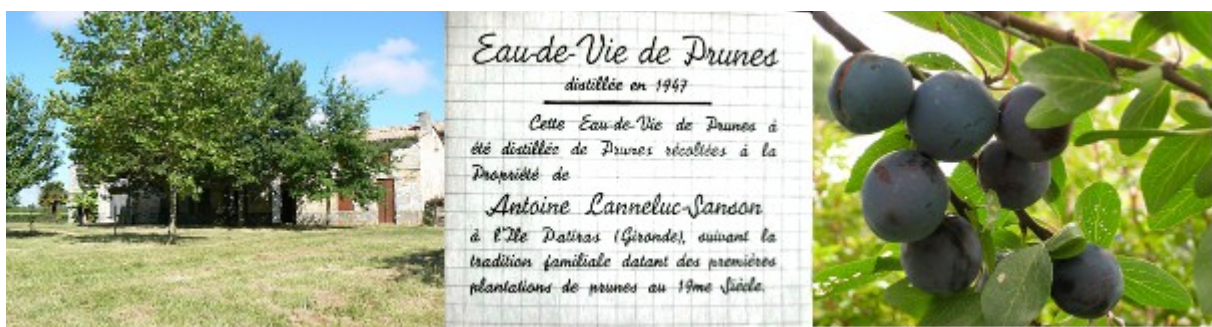 Eau-de-Vie de Prunes
distillée en 1947
Cette Eau-de-Vie de Prunes à
été distillée de Prunes récoltées à la
Propriété de
Antoine Lanneluc-Sanson
à l'Ile Patiras (Gironde), suivant la
tradition familiale datant des premières
plantations de prunes au 19me Siècle.